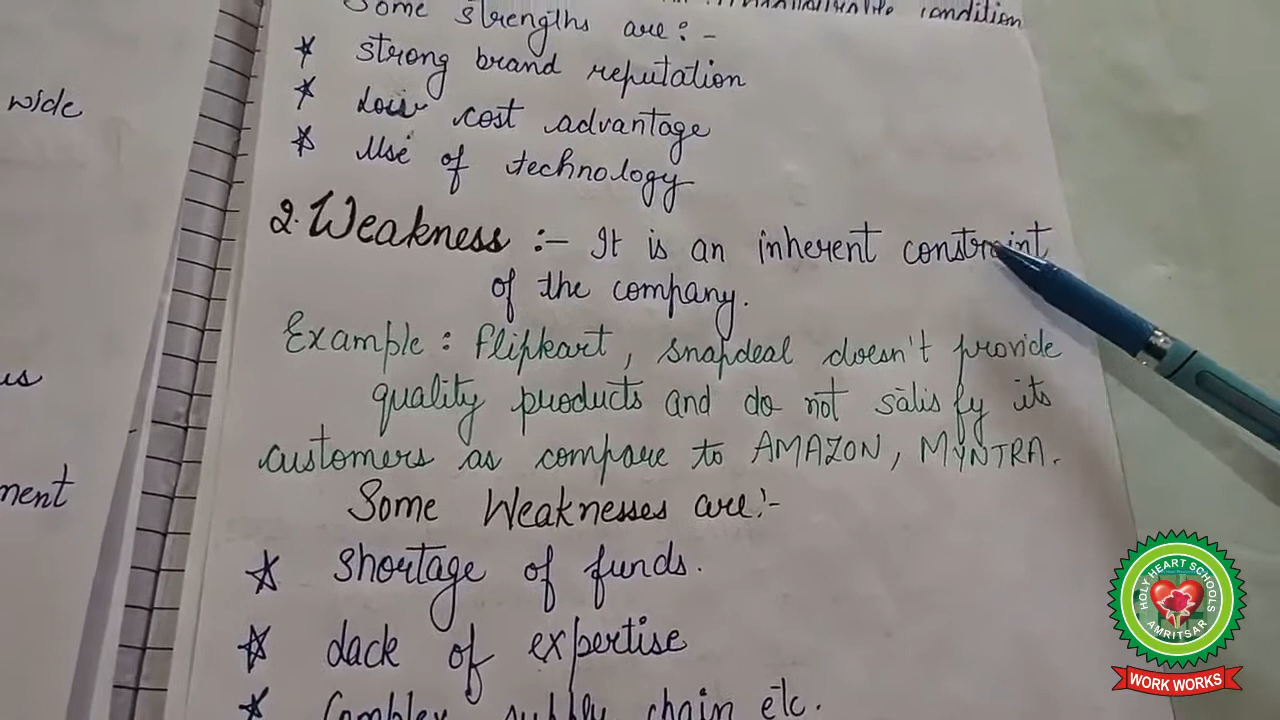 condition
Some strengths are:-
wide
* strong brand reputation
* Low cost advantage
* Use of technology
2. Weakness :- It is an inherent constraint
of the company.
Example : flipkart, snapdeal doesn't provide
quality products and do not satisfy its
customers as compare to AMAZON, MYNTRA.
ment
Some Weaknesses are:-
* Shortage of funds.
* Lack of expertise
* Complex supply chain etc.
HOLY HEART SCHOOLS
AMRITSAR
WORK WORKS